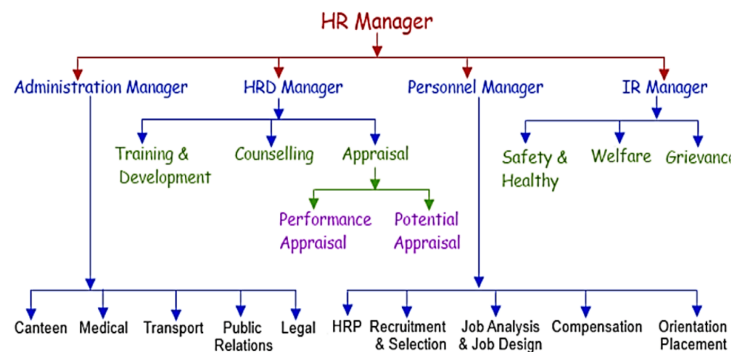 HR Manager
Administration Manager HRD Manager Personnel Manager IR Manager
Training & Counselling Appraisal Safety & Welfare Grievance
Development Healthy
Performance Potential
Appraisal Appraisal
Canteen Medical Transport Public Legal HRP Recruitment Job Analysis Compensation Orientation
Relations & Selection & Job Design Placement